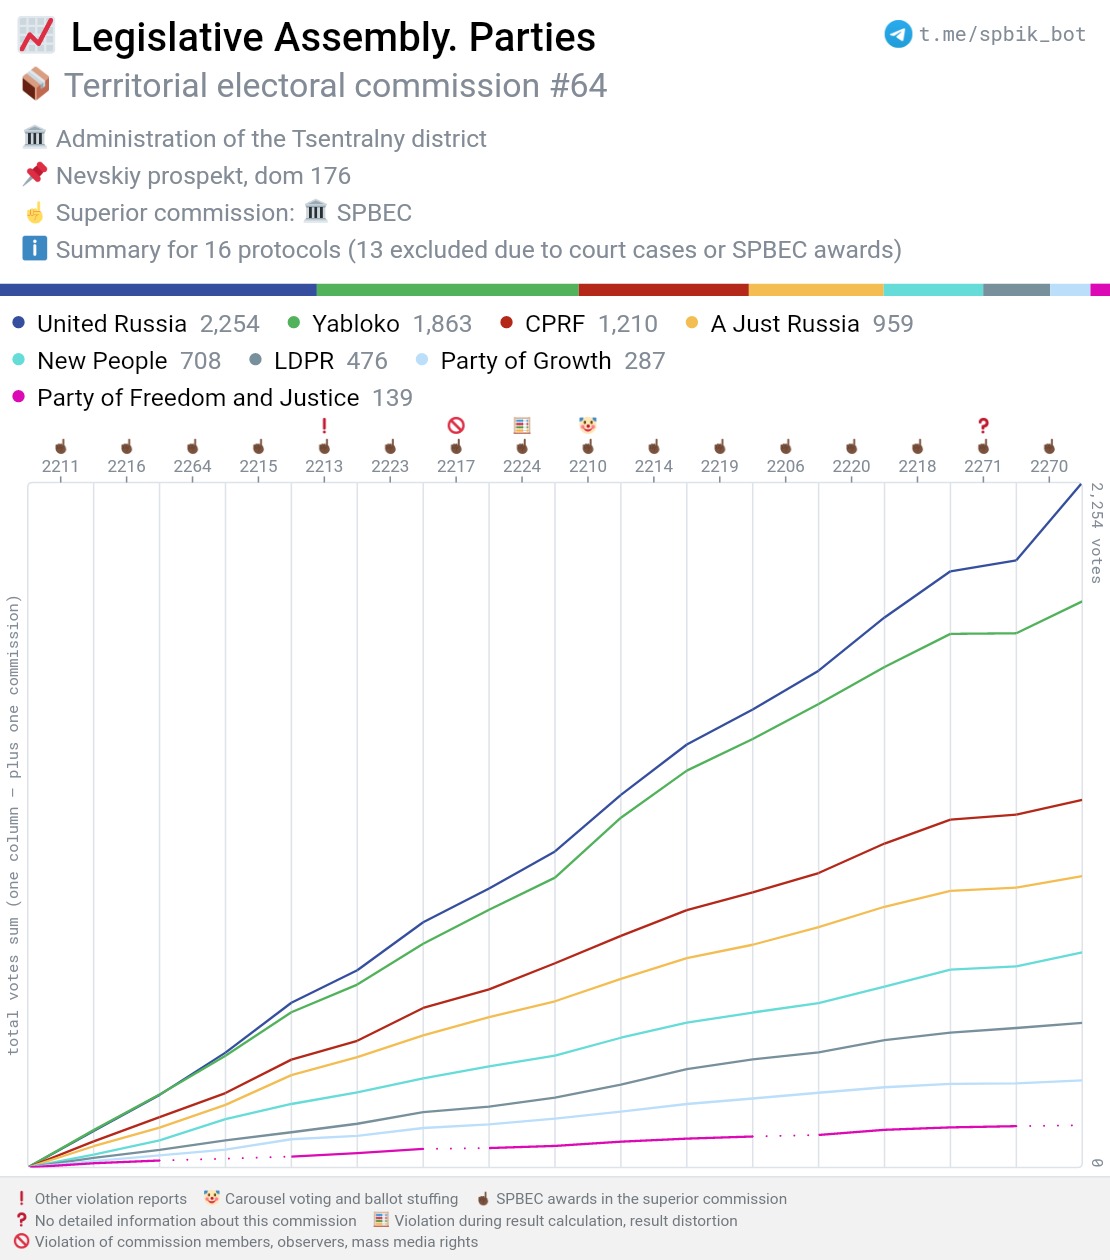 Legislative Assembly. Parties
t.me/spbik_bot
Territorial electoral commission #64
Administration of the Tsentralny district
Nevskiy prospekt, dom 176
Superior commission: SPBEC
Summary for 16 protocols (13 excluded due to court cases or SPBEC awards)
United Russia 2,254 Yabloko 1,863 CPRF 1,210 A Just Russia 959
New People 708 LDPR 476 Party of Growth 287
Party of Freedom and Justice 139
2211 2216 2264 2215 2213 2223 2217 2224 2210 2214 2219 2206 2220 2218 2271 2270
2,254 votes
total votes sum (one column – plus one commission)
0
Other violation reports Carousel voting and ballot stuffing SPBEC awards in the superior commission
No detailed information about this commission Violation during result calculation, result distortion
Violation of commission members, observers, mass media rights